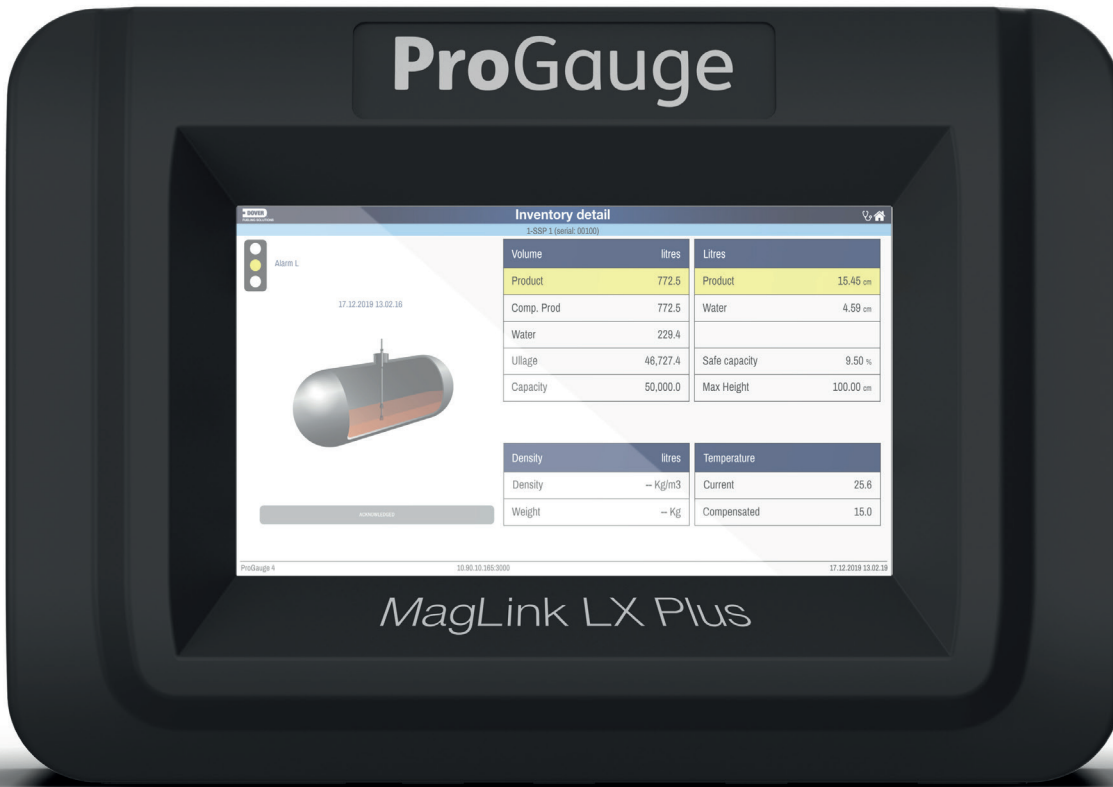 ProGauge
DOVER
Inventory detail
1-SSP 1 (serial: 00100)
Alarm L
17.12.2019 13.02.16
Volume litres
Product 772.5
Comp. Prod 772.5
Water 229.4
Ullage 46,727.4
Capacity 50,000.0
Litres
Product 15.45 cm
Water 4.59 cm
Safe capacity 9.50 %
Max Height 100.00 cm
Density litres
Density -- Kg/m3
Weight -- Kg
Temperature
Current 25.6
Compensated 15.0
ProGauge 4 10.90.10.165:3000 17.12.2019 13.02.19
MagLink LX Plus